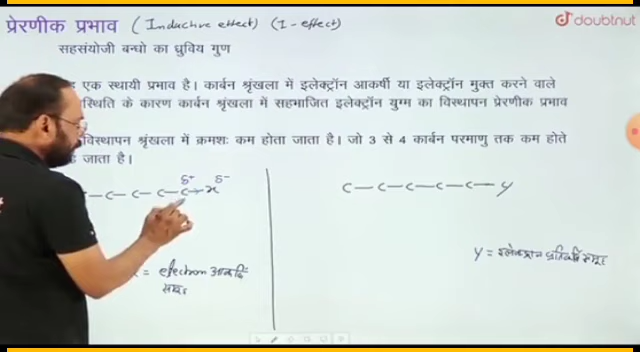 प्रेरणीक प्रभाव (Inductive effect) (I-effect)
doubtnut
सहसंयोजी बन्धो का ध्रुविय गुण
एक स्थायी प्रभाव है। कार्बन श्रृंखला में इलेक्ट्रॉन आकर्षी या इलेक्ट्रॉन मुक्त करने वाले
स्थिति के कारण कार्बन श्रृंखला में सहभाजित इलेक्ट्रॉन युग्म का विस्थापन प्रेरणीक प्रभाव
विस्थापन श्रृंखला में क्रमशः कम होता जाता है। जो 3 से 4 कार्बन परमाणु तक कम होते
जाता है।
δ+ δ-
— C — C — C — C → x
C — C — C — C — C — y
= electron आकर्षि
समूह
y = इलेक्ट्रान प्रतिकर्षि समूह